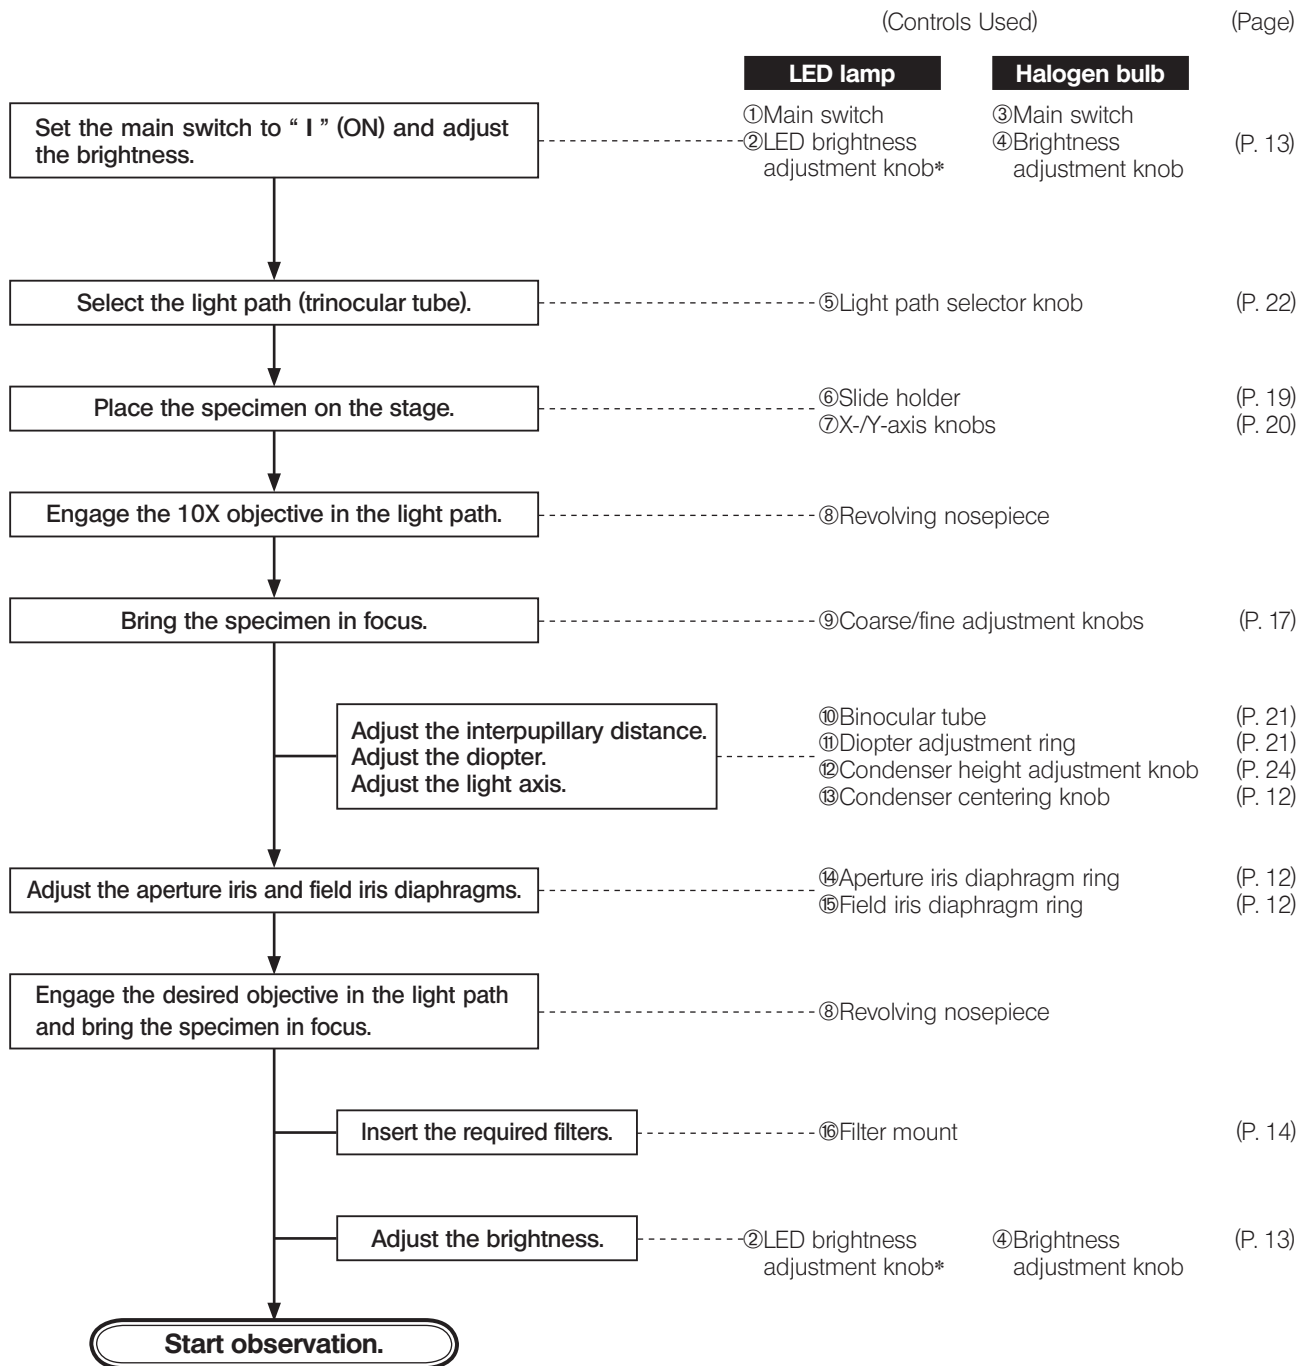 (Controls Used) (Page)
LED lamp Halogen bulb
Set the main switch to “ I ” (ON) and adjust
the brightness.
①Main switch
②LED brightness
adjustment knob*
③Main switch
④Brightness
adjustment knob
(P. 13)
Select the light path (trinocular tube).
⑤Light path selector knob (P. 22)
Place the specimen on the stage.
⑥Slide holder (P. 19)
⑦X-/Y-axis knobs (P. 20)
Engage the 10X objective in the light path.
⑧Revolving nosepiece
Bring the specimen in focus.
⑨Coarse/fine adjustment knobs (P. 17)
Adjust the interpupillary distance.
Adjust the diopter.
Adjust the light axis.
⑩Binocular tube (P. 21)
⑪Diopter adjustment ring (P. 21)
⑫Condenser height adjustment knob (P. 24)
⑬Condenser centering knob (P. 12)
Adjust the aperture iris and field iris diaphragms.
⑭Aperture iris diaphragm ring (P. 12)
⑮Field iris diaphragm ring (P. 12)
Engage the desired objective in the light path
and bring the specimen in focus.
⑧Revolving nosepiece
Insert the required filters.
⑯Filter mount (P. 14)
Adjust the brightness.
②LED brightness
adjustment knob*
④Brightness
adjustment knob
(P. 13)
Start observation.